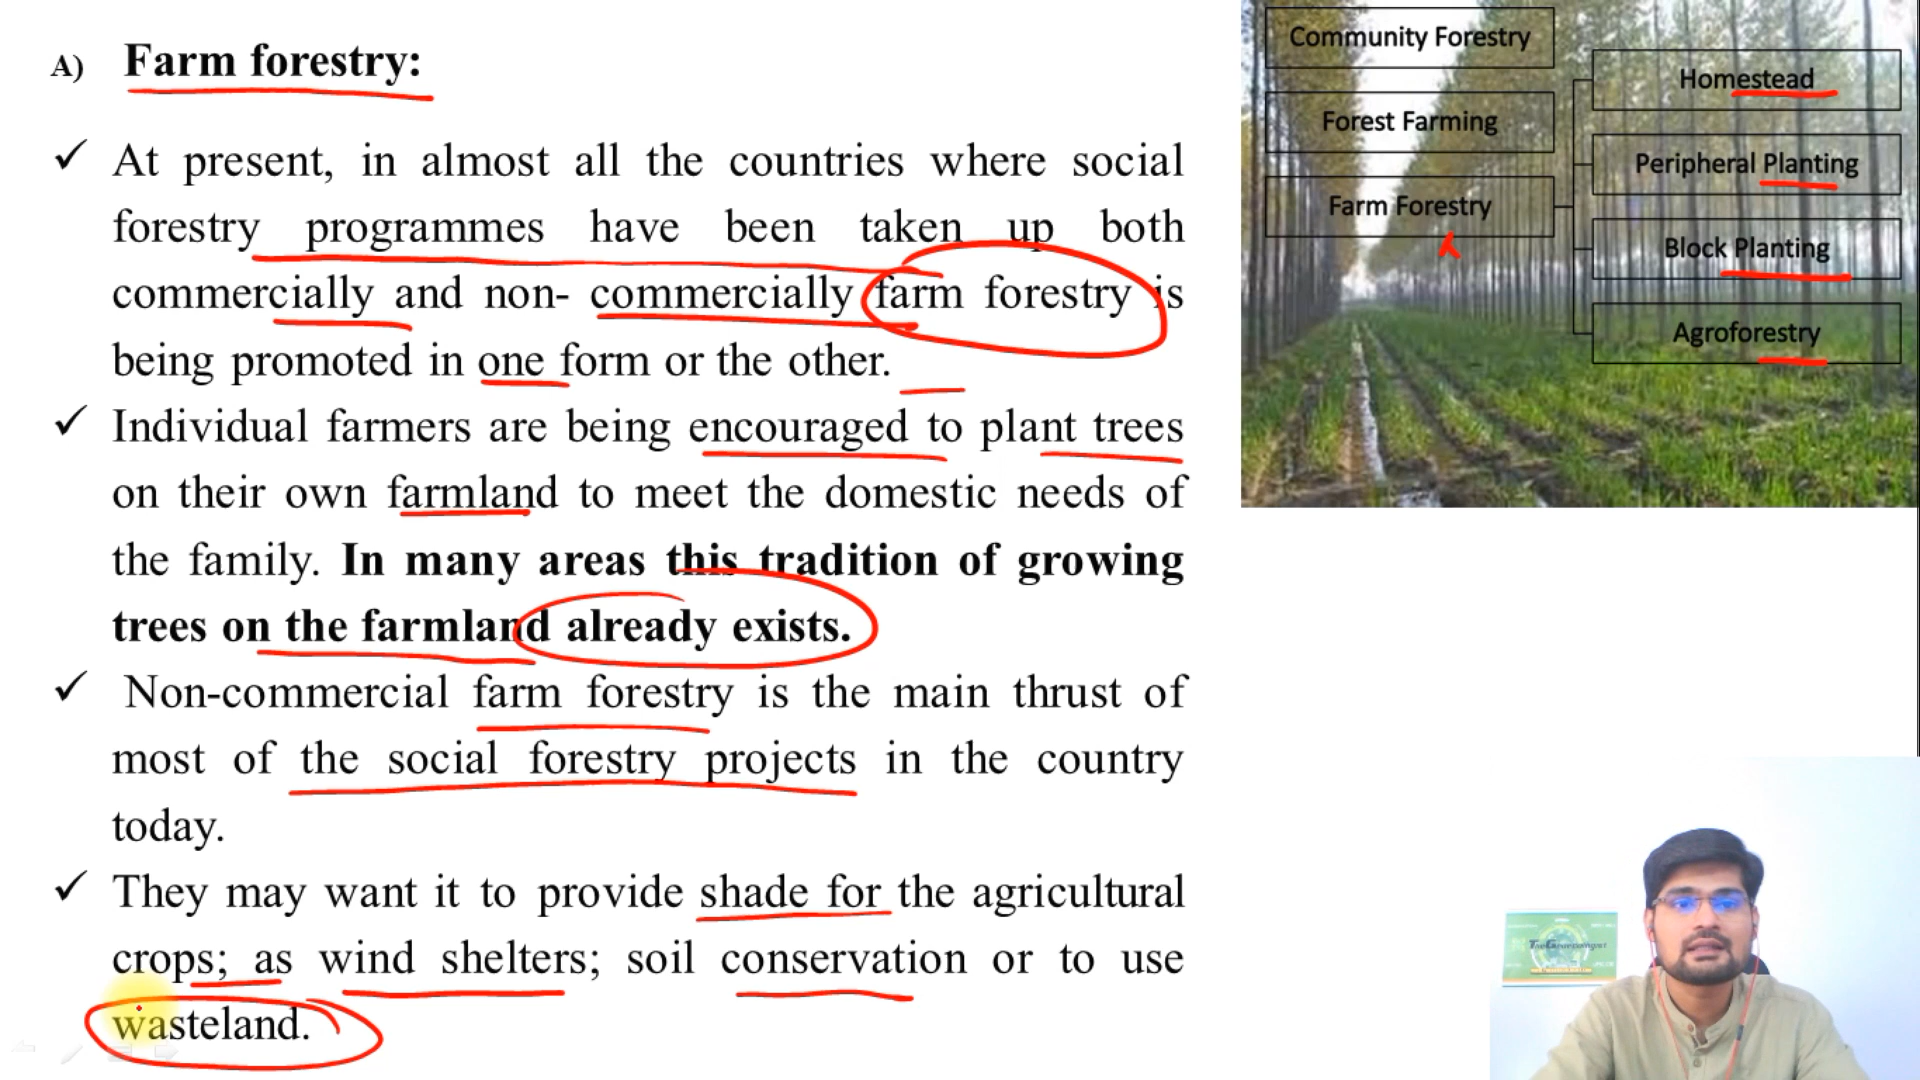 A) Farm forestry:
At present, in almost all the countries where social
forestry programmes have been taken up both
commercially and non- commercially farm forestry is
being promoted in one form or the other.
Individual farmers are being encouraged to plant trees
on their own farmland to meet the domestic needs of
the family. In many areas this tradition of growing
trees on the farmland already exists.
Non-commercial farm forestry is the main thrust of
most of the social forestry projects in the country
today.
They may want it to provide shade for the agricultural
crops; as wind shelters; soil conservation or to use
wasteland.
Community Forestry
Forest Farming
Farm Forestry
Homestead
Peripheral Planting
Block Planting
Agroforestry